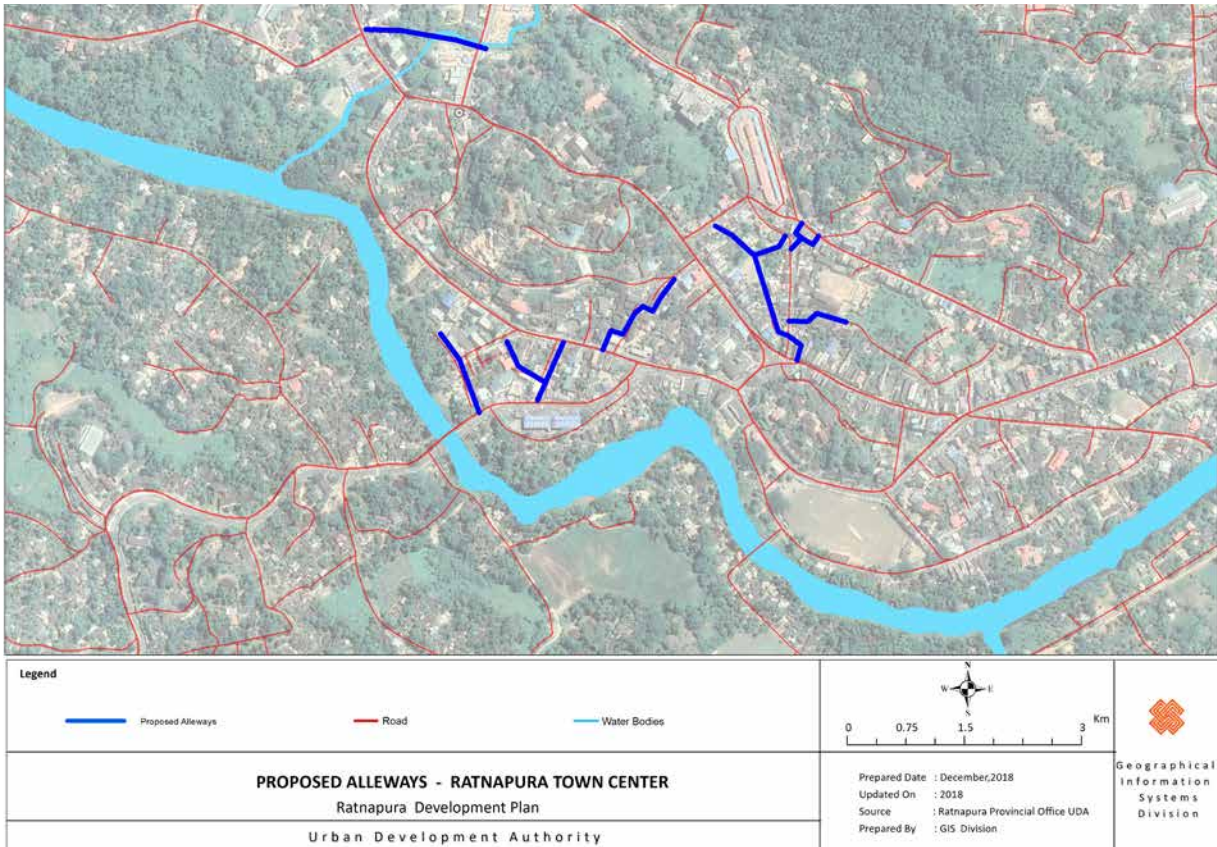 Legend
Proposed Alleways
Road
Water Bodies
N
W E
S
0 0.75 1.5 3 Km
PROPOSED ALLEWAYS - RATNAPURA TOWN CENTER
Ratnapura Development Plan
Urban Development Authority
Prepared Date : December,2018
Updated On : 2018
Source : Ratnapura Provincial Office UDA
Prepared By : GIS Division
Geographical
Information
Systems
Division